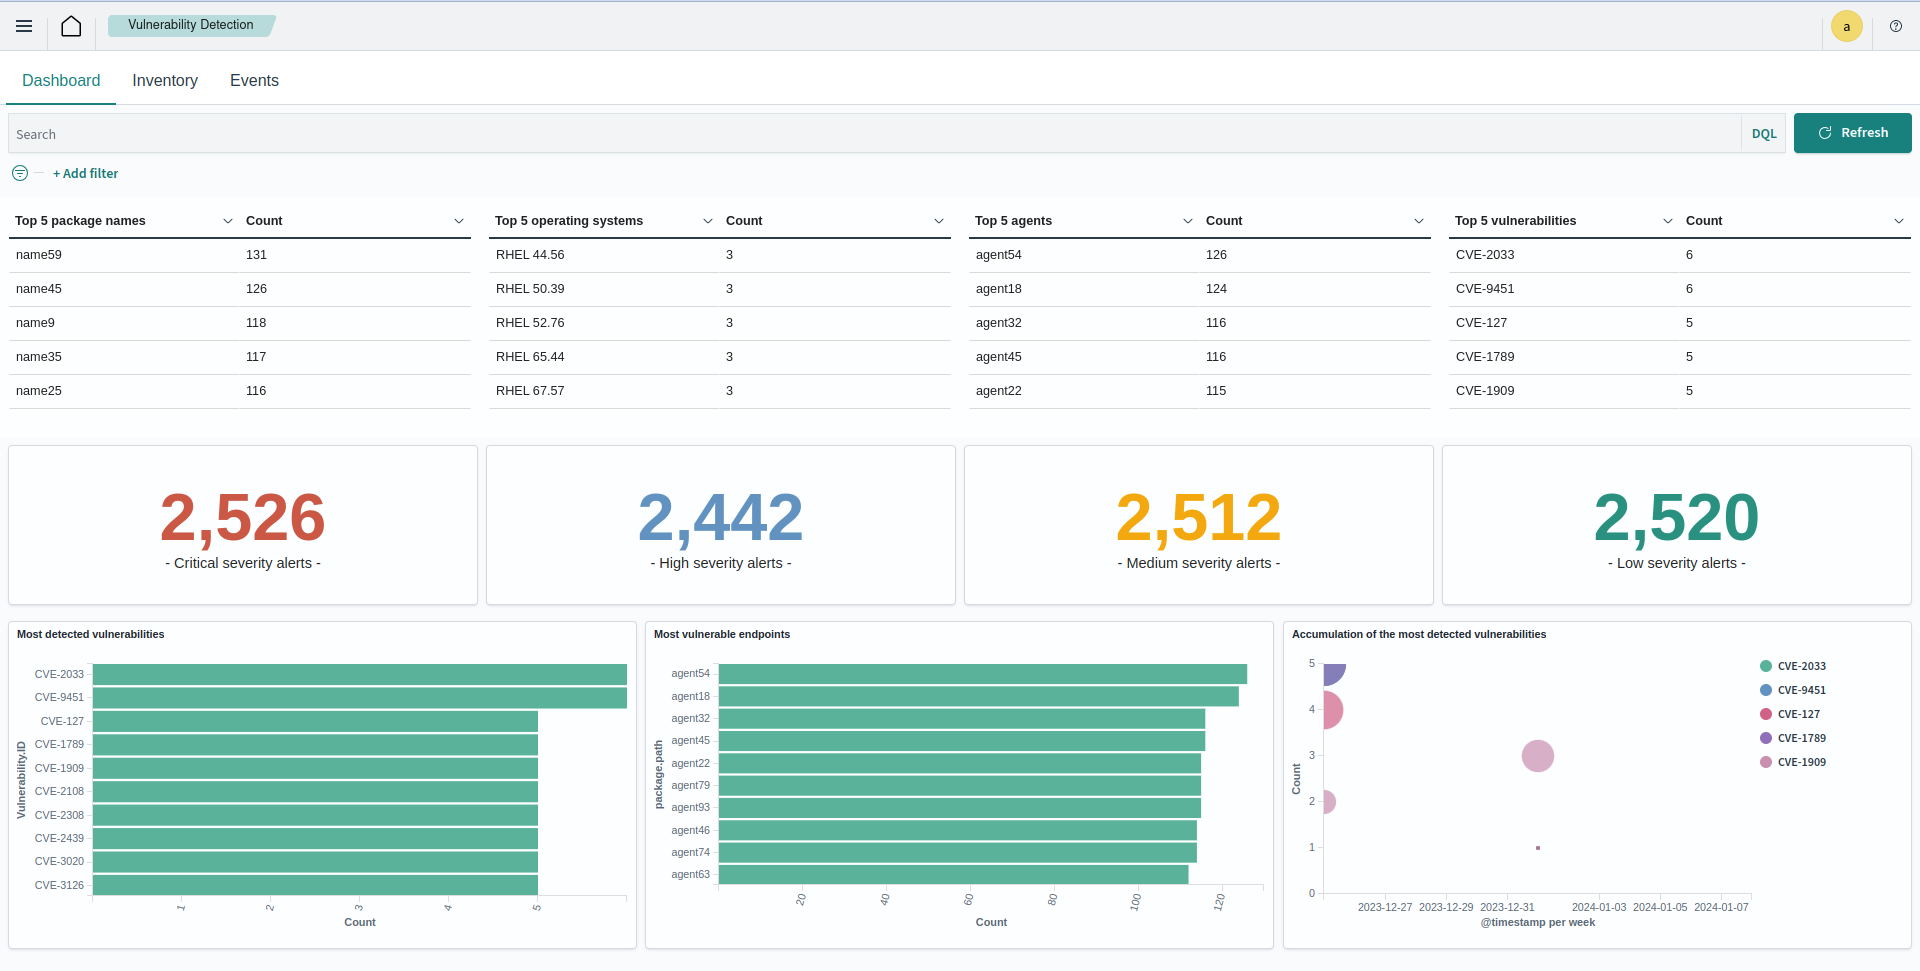 Vulnerability Detection
a
Dashboard Inventory Events
Search
DQL
Refresh
+ Add filter
Top 5 package names Count
name59 131
name45 126
name9 118
name35 117
name25 116
Top 5 operating systems Count
RHEL 44.56 3
RHEL 50.39 3
RHEL 52.76 3
RHEL 65.44 3
RHEL 67.57 3
Top 5 agents Count
agent54 126
agent18 124
agent32 116
agent45 116
agent22 115
Top 5 vulnerabilities Count
CVE-2033 6
CVE-9451 6
CVE-127 5
CVE-1789 5
CVE-1909 5
2,526
- Critical severity alerts -
2,442
- High severity alerts -
2,512
- Medium severity alerts -
2,520
- Low severity alerts -
Most detected vulnerabilities
Vulnerability.ID
CVE-2033
CVE-9451
CVE-127
CVE-1789
CVE-1909
CVE-2108
CVE-2308
CVE-2439
CVE-3020
CVE-3126
1 2 3 4 5
Count
Most vulnerable endpoints
package.path
agent54
agent18
agent32
agent45
agent22
agent79
agent93
agent46
agent74
agent63
20 40 60 80 100 120
Count
Accumulation of the most detected vulnerabilities
Count
5
4
3
2
1
0
2023-12-27 2023-12-29 2023-12-31 2024-01-03 2024-01-05 2024-01-07
@timestamp per week
CVE-2033
CVE-9451
CVE-127
CVE-1789
CVE-1909